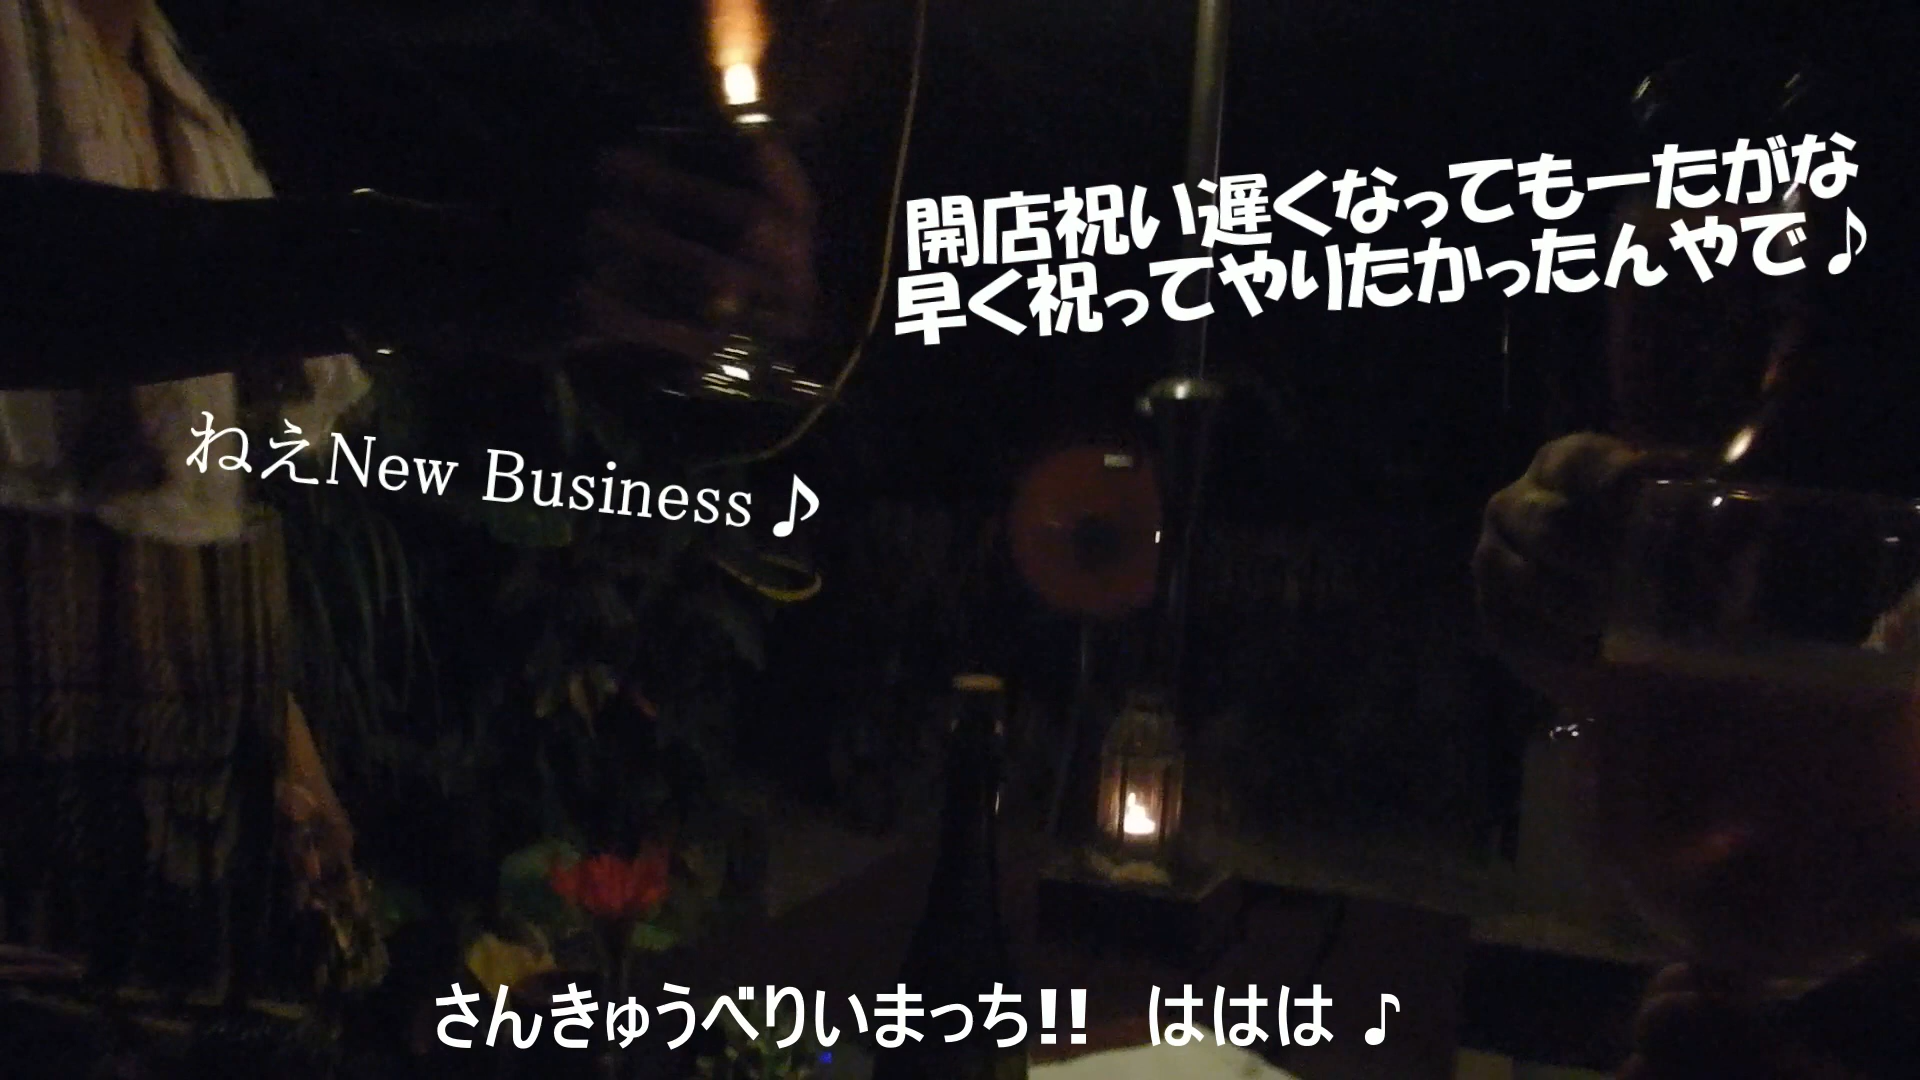 開店祝い遅くなってもーたがな
早く祝ってやりたかったんやで♪
ねえNew Business♪
さんきゅうべりいまっち!!　ははは ♪